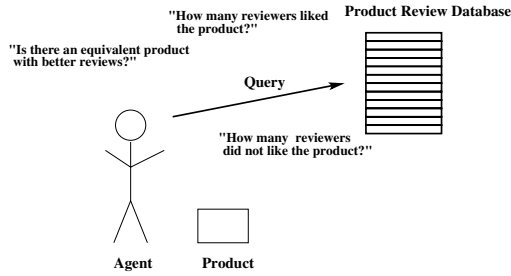 "How many reviewers liked
the product?"
Product Review Database
"Is there an equivalent product
with better reviews?"
Query
"How many reviewers
did not like the product?"
Agent
Product